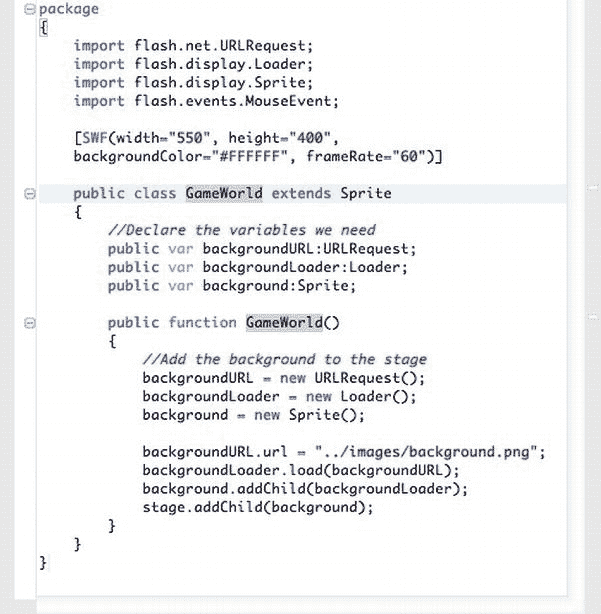 package
{
    import flash.net.URLRequest;
    import flash.display.Loader;
    import flash.display.Sprite;
    import flash.events.MouseEvent;

    [SWF(width="550", height="400",
    backgroundColor="#FFFFFF", frameRate="60")]

    public class GameWorld extends Sprite
    {
        //Declare the variables we need
        public var backgroundURL:URLRequest;
        public var backgroundLoader:Loader;
        public var background:Sprite;

        public function GameWorld()
        {
            //Add the background to the stage
            backgroundURL = new URLRequest();
            backgroundLoader = new Loader();
            background = new Sprite();

            backgroundURL.url = "../images/background.png";
            backgroundLoader.load(backgroundURL);
            background.addChild(backgroundLoader);
            stage.addChild(background);
        }
    }
}